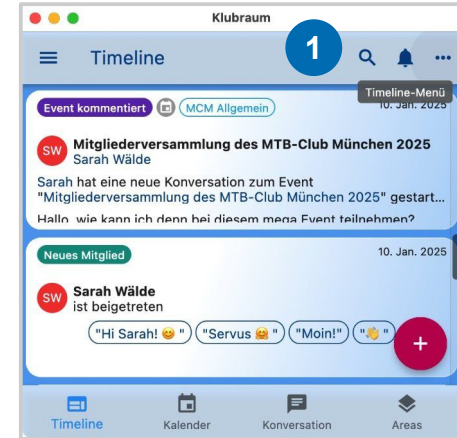 Klubraum
Timeline
1
Timeline-Menü
Event kommentiert MCM Allgemein 10. Jan. 2025
SW Mitgliederversammlung des MTB-Club München 2025
Sarah Wälde
Sarah hat eine neue Konversation zum Event
"Mitgliederversammlung des MTB-Club München 2025" gestart...
Hallo, wie kann ich denn bei diesem mega Event teilnehmen?
Neues Mitglied 10. Jan. 2025
SW Sarah Wälde
ist beigetreten
"Hi Sarah! 🤗 " "Servus 🤗 " "Moin!" "👋 "
+
Timeline Kalender Konversation Areas